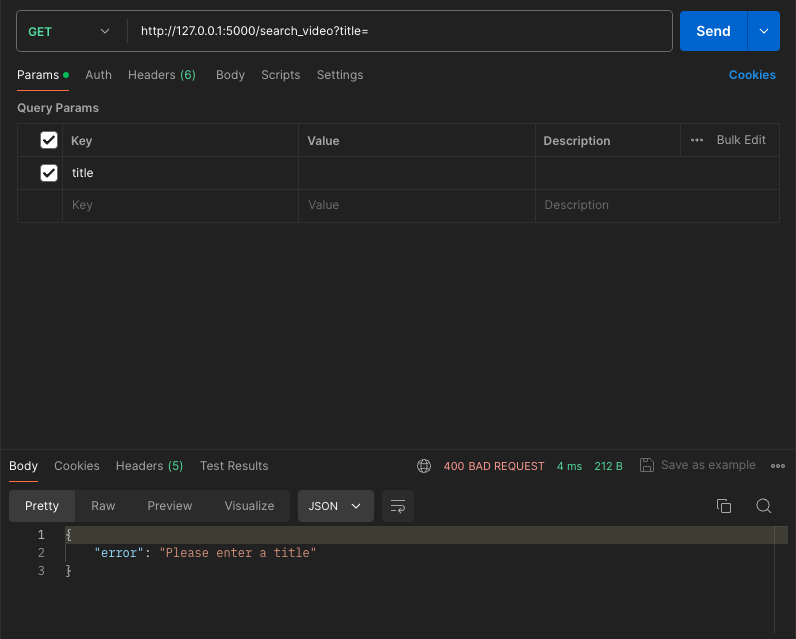 GET http://127.0.0.1:5000/search_video?title= Send
Params Auth Headers (6) Body Scripts Settings Cookies
Query Params
Key Value Description ••• Bulk Edit
title
Key Value Description
Body Cookies Headers (5) Test Results 400 BAD REQUEST 4 ms 212 B Save as example
Pretty Raw Preview Visualize JSON
1 {
2 "error": "Please enter a title"
3 }